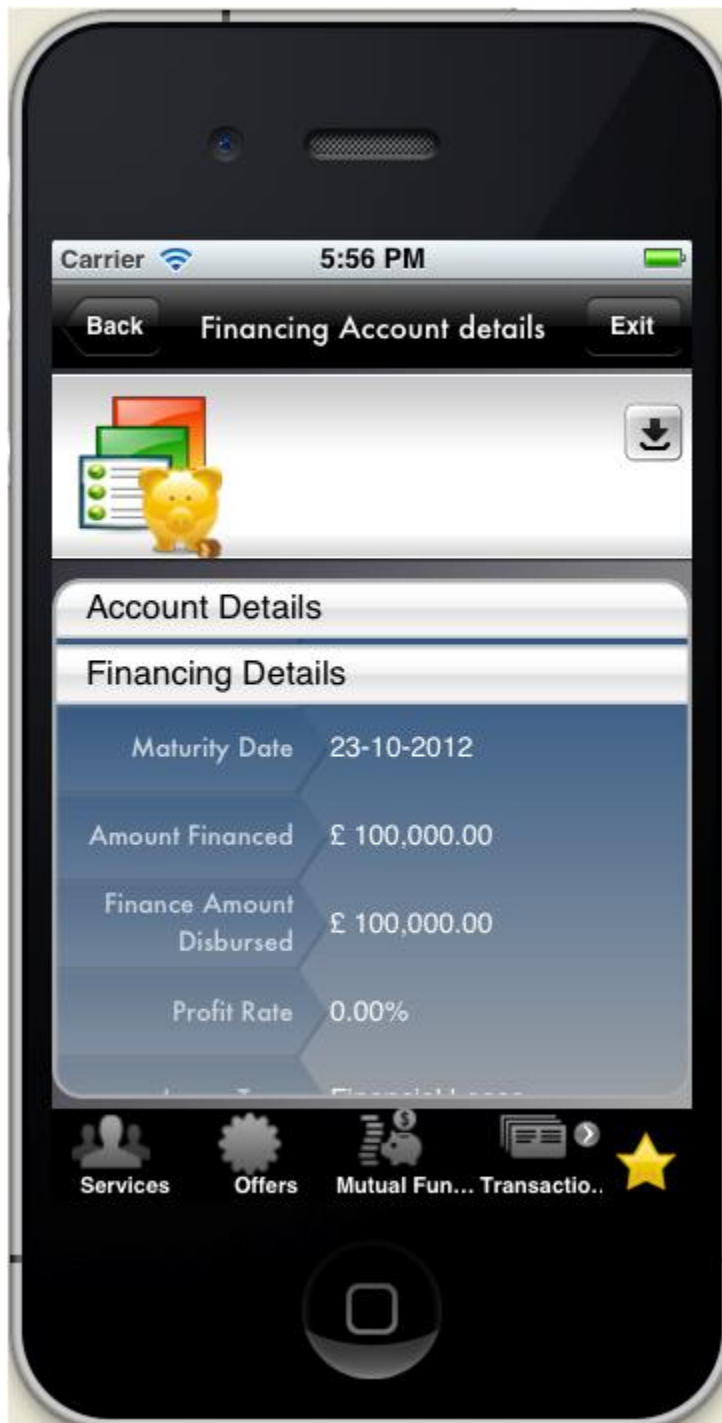 Carrier 5:56 PM
Back Financing Account details Exit
Account Details
Financing Details
Maturity Date 23-10-2012
Amount Financed £ 100,000.00
Finance Amount
Disbursed £ 100,000.00
Profit Rate 0.00%
Services Offers Mutual Fun... Transactio..